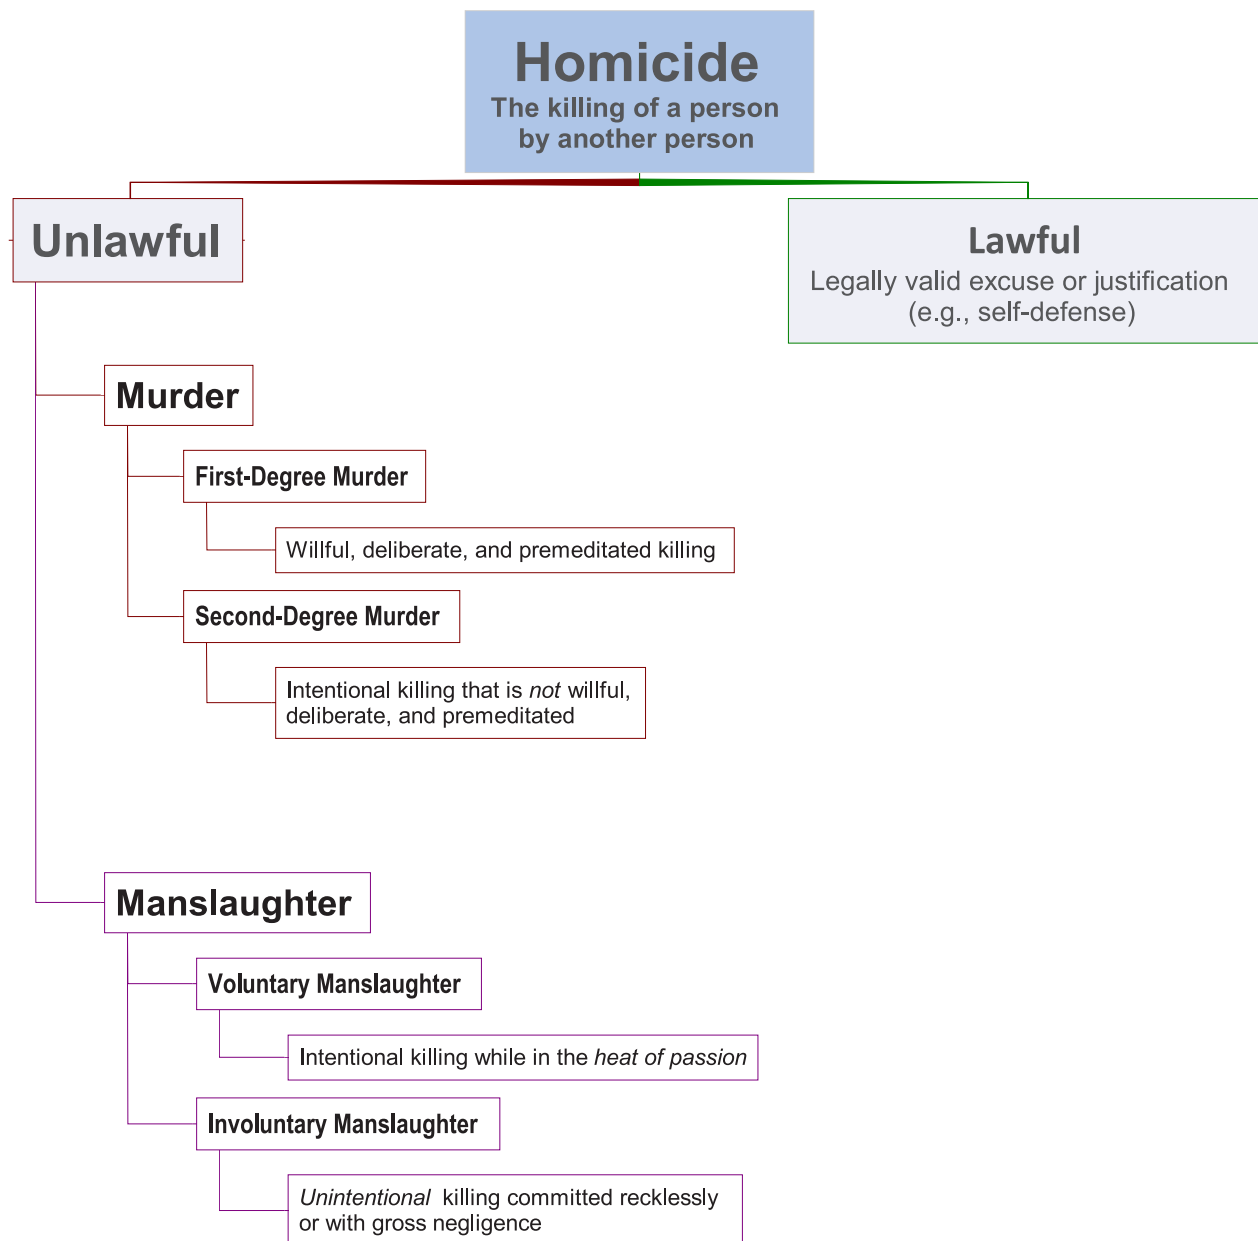 Homicide
The killing of a person
by another person
Unlawful
Lawful
Legally valid excuse or justification
(e.g., self-defense)
Murder
First-Degree Murder
Willful, deliberate, and premeditated killing
Second-Degree Murder
Intentional killing that is not willful,
deliberate, and premeditated
Manslaughter
Voluntary Manslaughter
Intentional killing while in the heat of passion
Involuntary Manslaughter
Unintentional killing committed recklessly
or with gross negligence